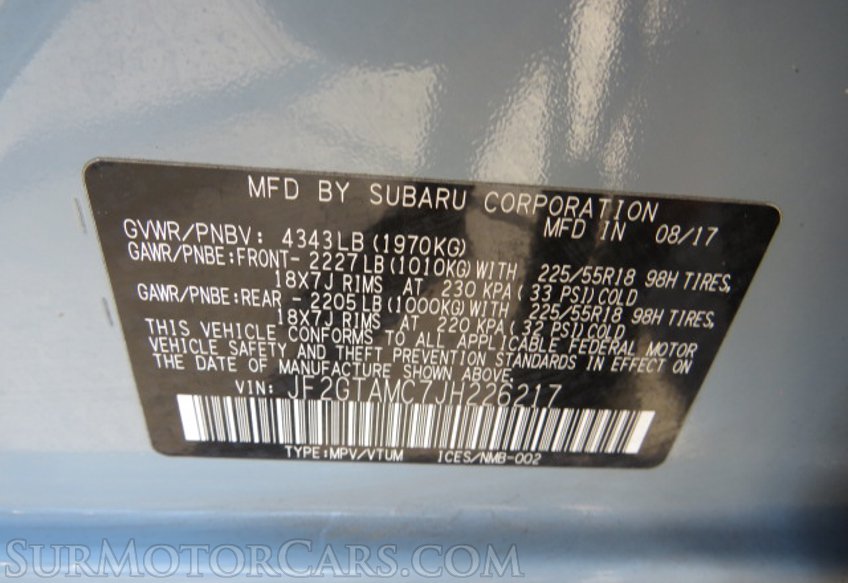 MFD BY SUBARU CORPORATION
MFD IN 08/17
GVWR/PNBV: 4343LB(1970KG)
GAWR/PNBE:FRONT- 2227LB(1010KG)WITH 225/55R18 98H TIRES,
18X7J RIMS AT 230 KPA(33 PSI)COLD
GAWR/PNBE:REAR - 2205LB(1000KG)WITH 225/55R18 98H TIRES,
18X7J RIMS AT 220 KPA(32 PSI)COLD
THIS VEHICLE CONFORMS TO ALL APPLICABLE FEDERAL MOTOR
VEHICLE SAFETY AND THEFT PREVENTION STANDARDS IN EFFECT ON
THE DATE OF MANUFACTURE SHOWN ABOVE.
VIN: JF2GTAMC7JH226217
TYPE:MPV/VTUM ICES/NMB-002
SURMOTORCARS.COM